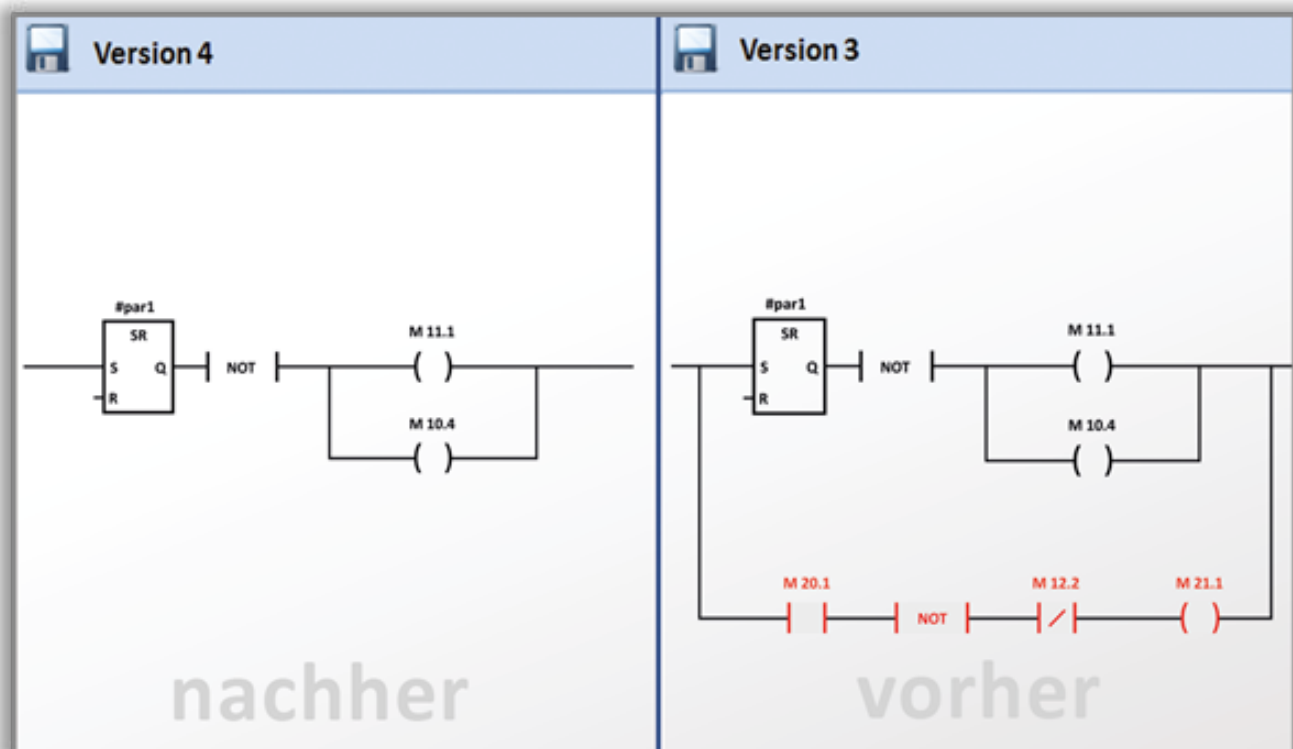 Version 4
#par1
SR
S Q
R
NOT
M 11.1
M 10.4
nachher
Version 3
#par1
SR
S Q
R
NOT
M 11.1
M 10.4
M 20.1
NOT
M 12.2
M 21.1
vorher